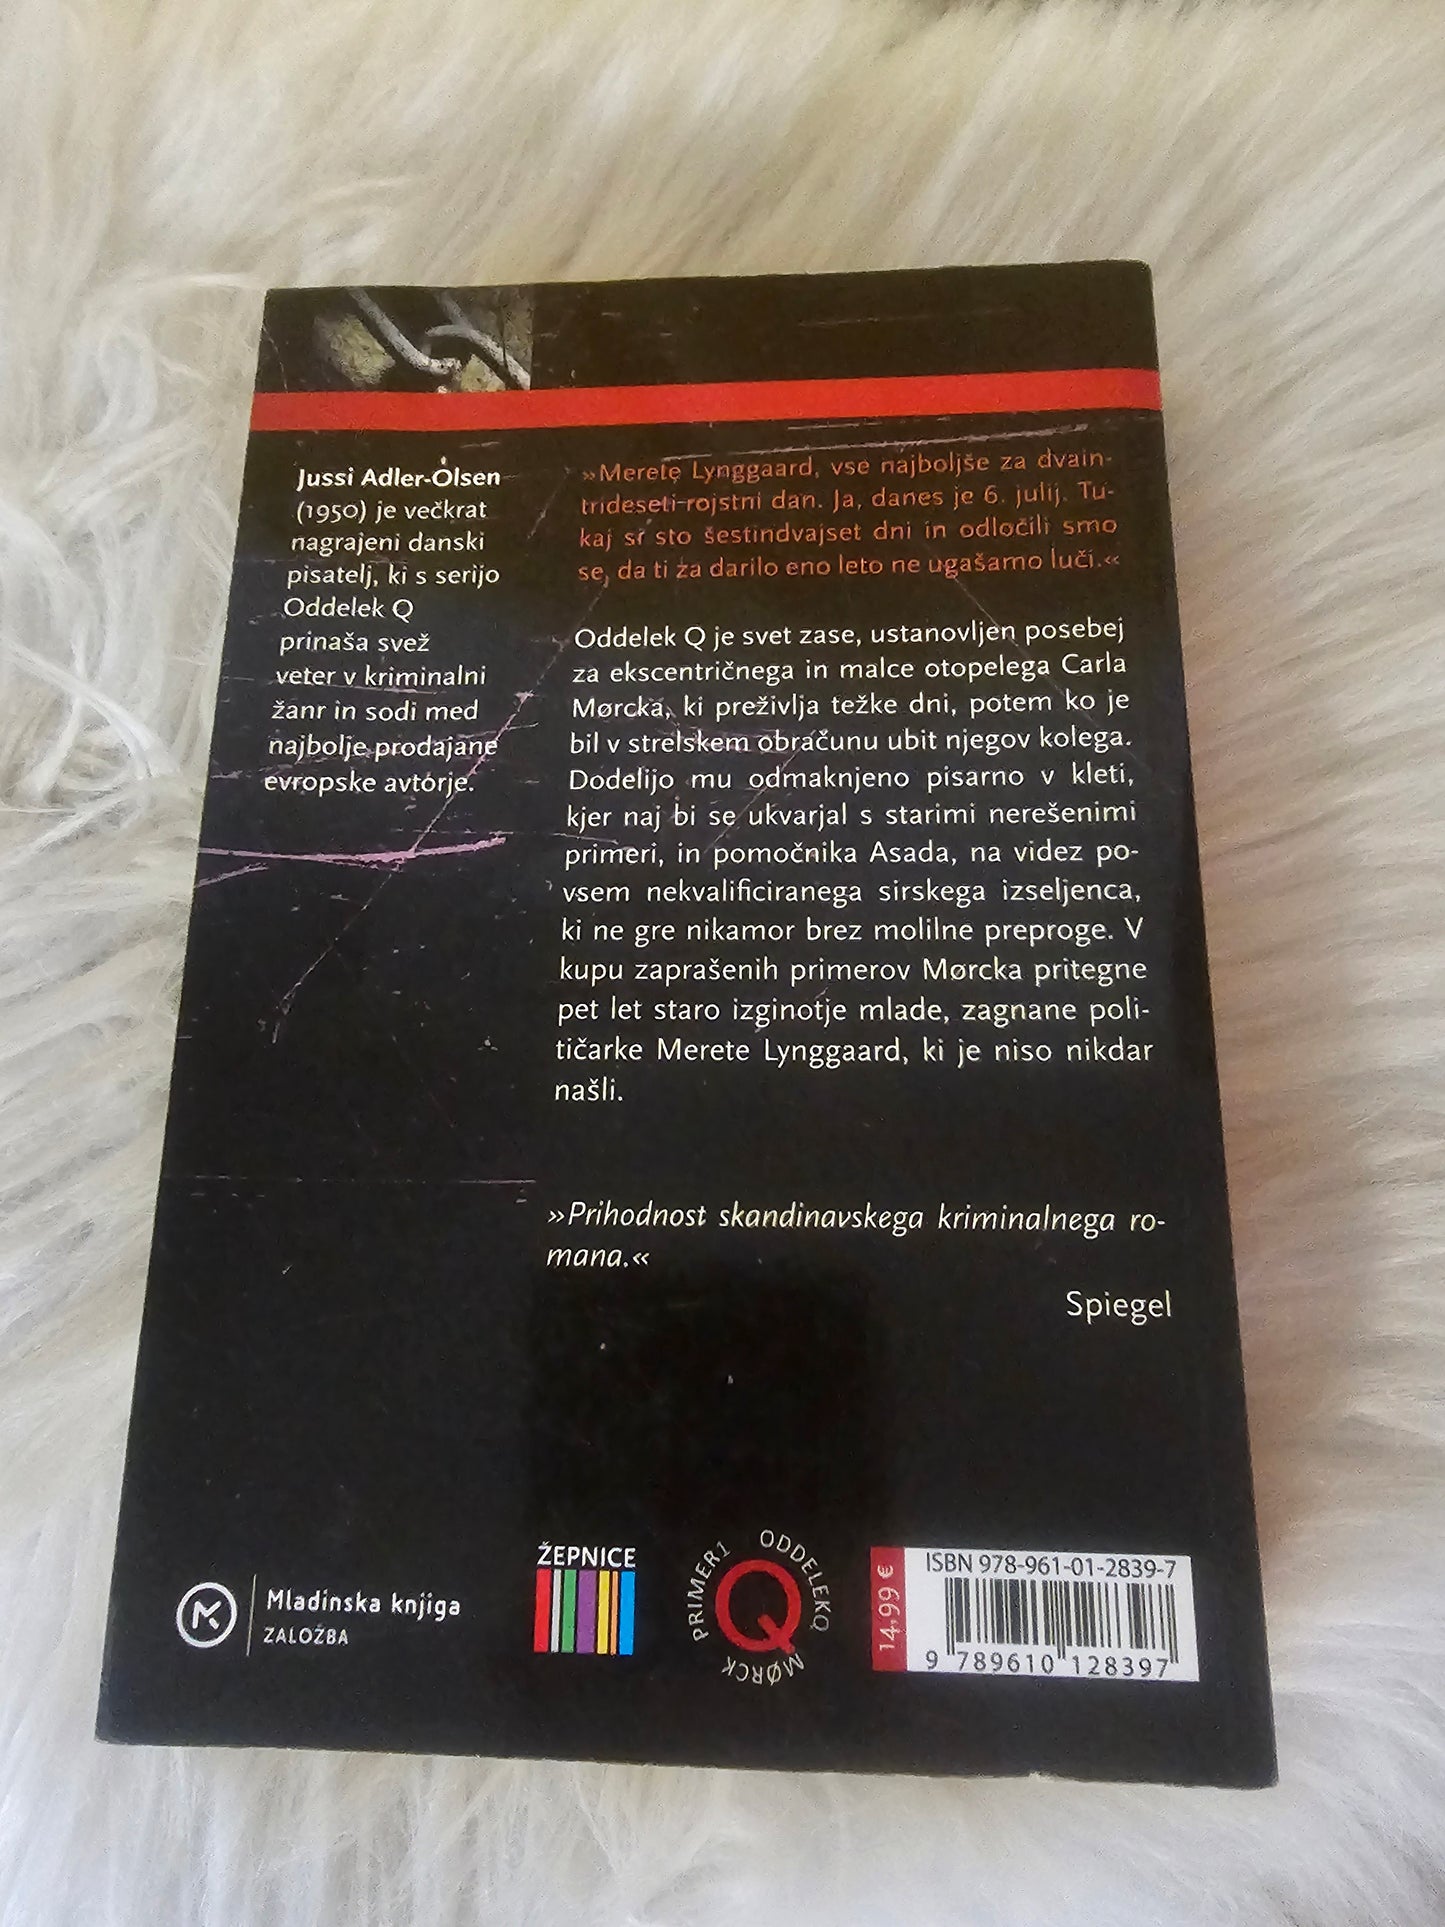 Jussi Adler-Olsen
(1950) je večkrat
nagrajeni danski
pisatelj, ki s serijo
Oddelek Q
prinaša svež
veter v kriminalni
žanr in sodi med
najbolje prodajane
evropske avtorje.
»Merete Lynggaard, vse najboljše za dvain-
trideseti rojstni dan. Ja, danes je 6. julij. Tu-
kaj si sto šestindvajset dni in odločili smo
se, da ti za darilo eno leto ne ugašamo luči.«
Oddelek Q je svet zase, ustanovljen posebej
za ekscentričnega in malce otopelega Carla
Mørcka, ki preživlja težke dni, potem ko je
bil v strelskem obračunu ubit njegov kolega.
Dodelijo mu odmaknjeno pisarno v kleti,
kjer naj bi se ukvarjal s starimi nerešenimi
primeri, in pomočnika Asada, na videz po-
vsem nekvalificiranega sirskega izseljenca,
ki ne gre nikamor brez molilne preproge. V
kupu zaprašenih primerov Mørcka pritegne
pet let staro izginotje mlade, zagnane poli-
tičarke Merete Lynggaard, ki je niso nikdar
našli.
»Prihodnost skandinavskega kriminalnega ro-
mana.«
Spiegel
Mladinska knjiga
ZALOŽBA
ŽEPNICE
PRIMER1 ODDELEKQ MØRCK
Q
14,99 €
ISBN 978-961-01-2839-7
9 789610 128397